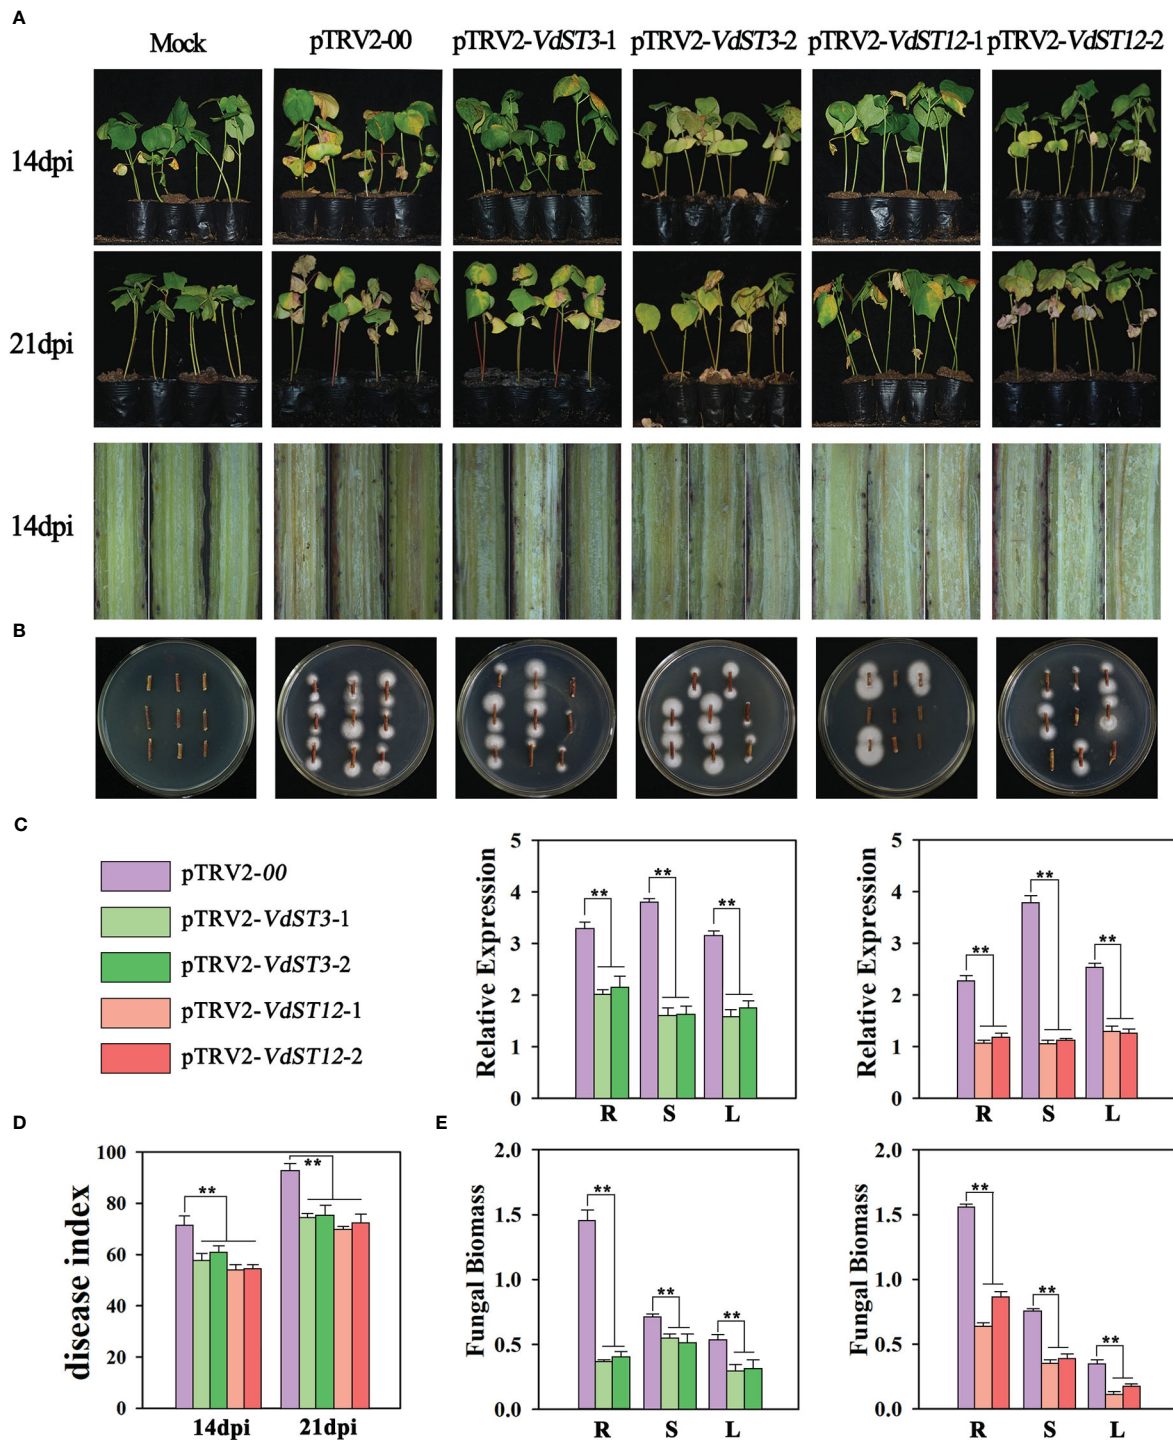 A
Mock pTRV2-00 pTRV2-VdST3-1 pTRV2-VdST3-2 pTRV2-VdST12-1 pTRV2-VdST12-2
14dpi
21dpi
14dpi
B
C
pTRV2-00
pTRV2-VdST3-1
pTRV2-VdST3-2
pTRV2-VdST12-1
pTRV2-VdST12-2
Relative Expression
5
4
3
2
1
0
** ** **
R S L
Relative Expression
5
4
3
2
1
0
** ** **
R S L
D
disease index
100
80
60
40
20
0
** **
14dpi 21dpi
E
Fungal Biomass
2.0
1.5
1.0
0.5
0.0
** ** **
R S L
Fungal Biomass
2.0
1.5
1.0
0.5
0.0
** ** **
R S L